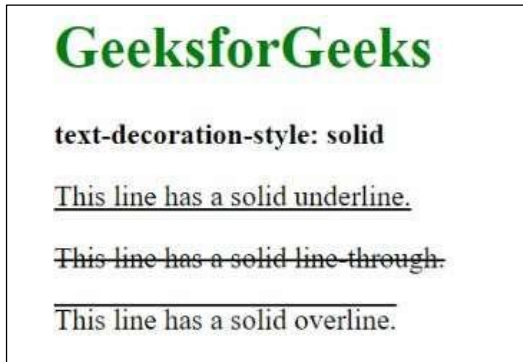 GeeksforGeeks
text-decoration-style: solid
This line has a solid underline.
This line has a solid line-through.
This line has a solid overline.